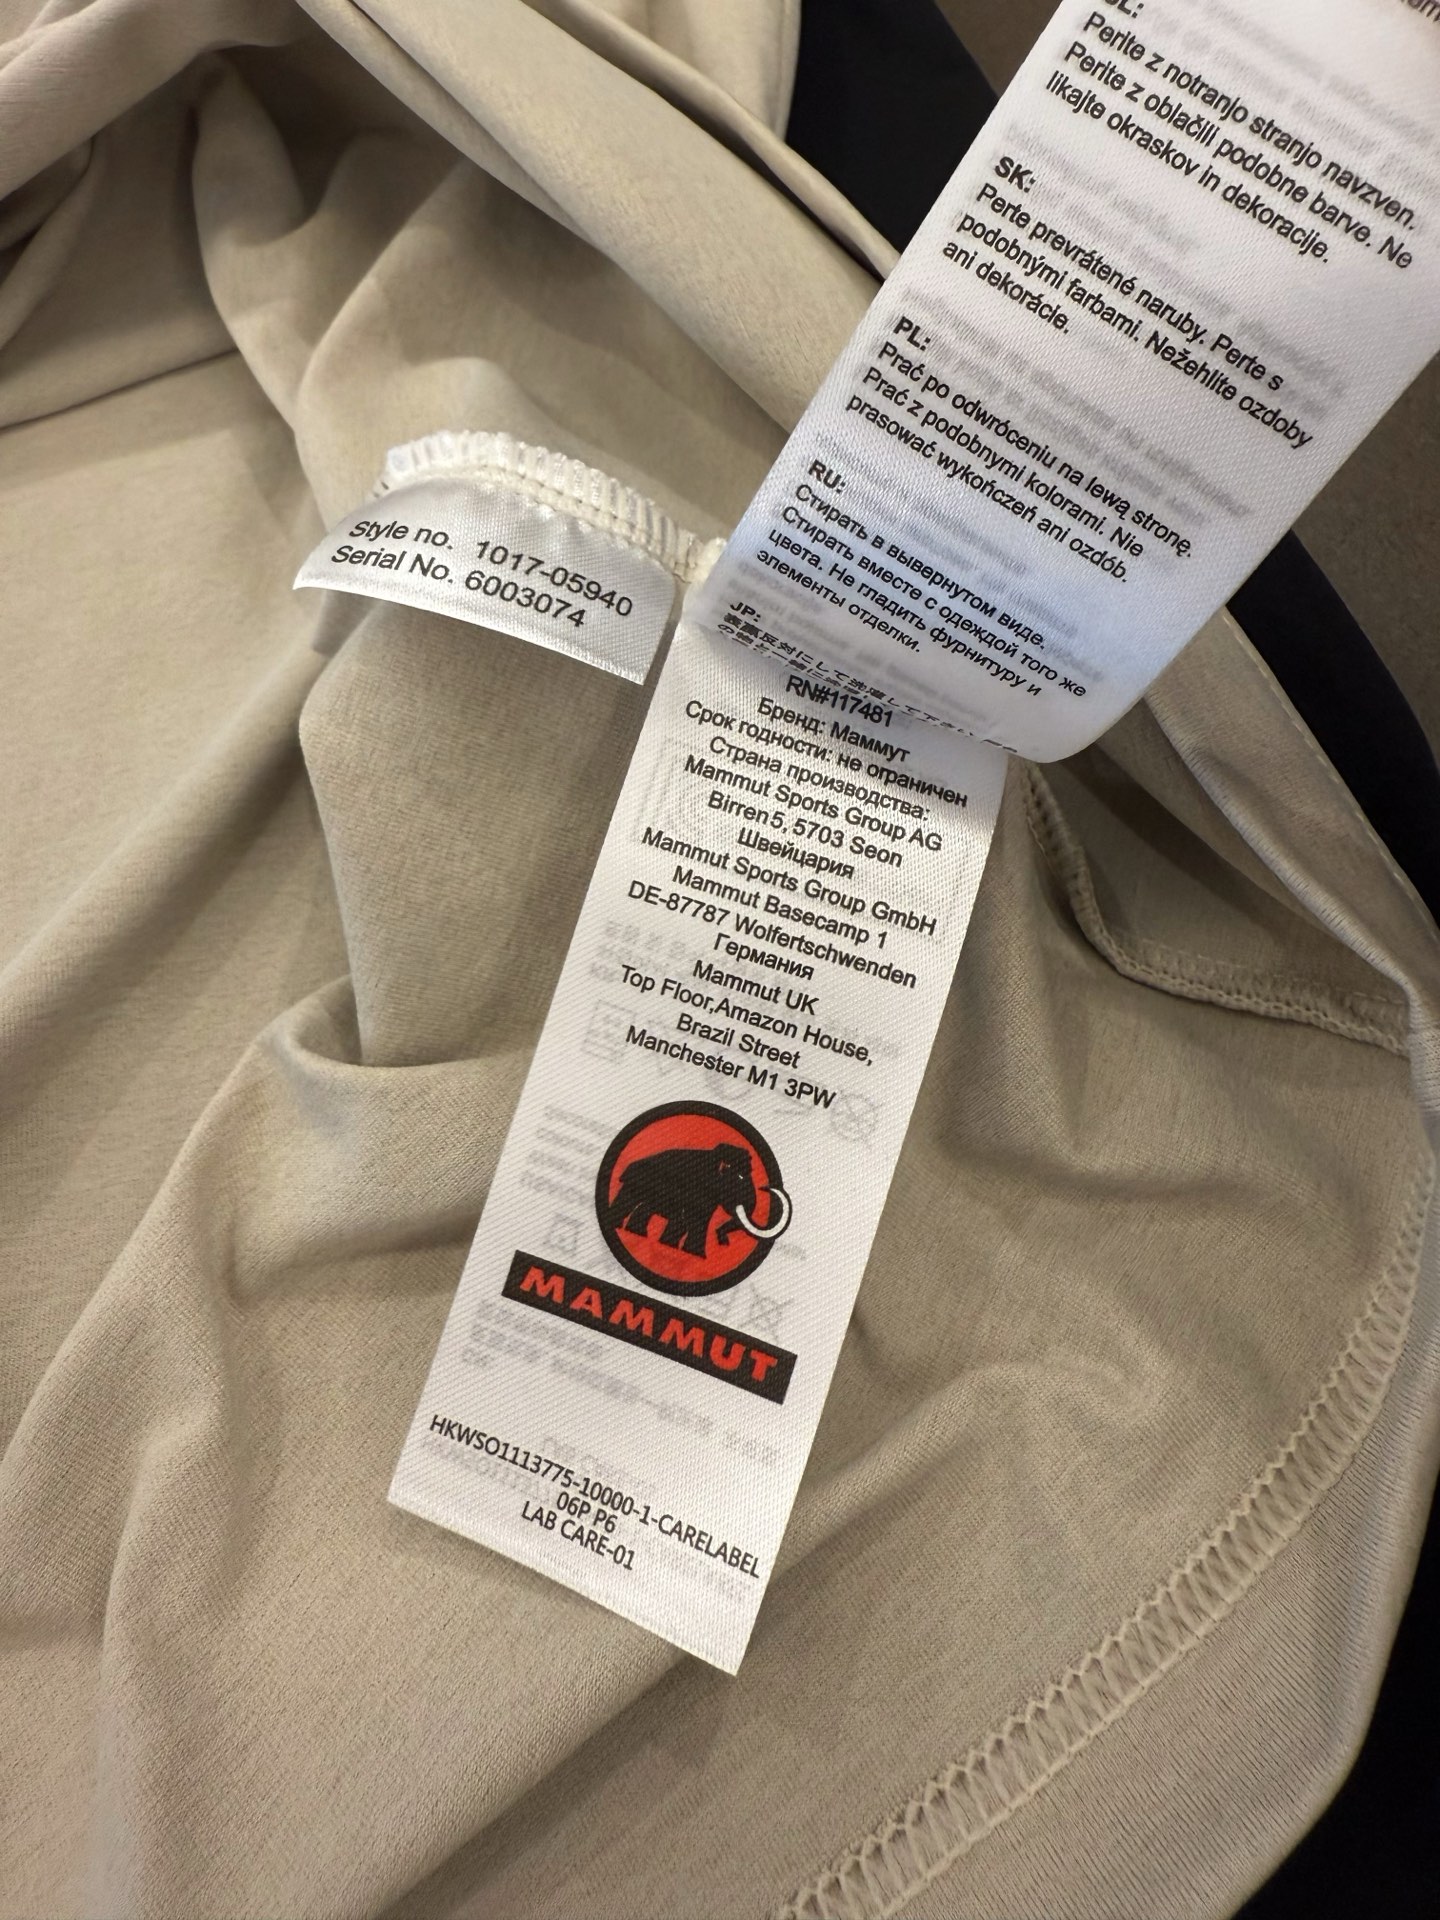 SL:
Perite z notranjo stranjo navzven.
Perite z oblačili podobne barve. Ne
likajte okraskov in dekoracije.
SK:
Perte prevrátené naruby. Perte s
podobnými farbami. Nežehlite ozdoby
ani dekorácie.
PL:
Prać po odwróceniu na lewą stronę.
Prać z podobnymi kolorami. Nie
prasować wykończeń ani ozdób.
RU:
Стирать в вывернутом виде.
Стирать вместе с одеждой того же
цвета. Не гладить фурнитуру и
элементы отделки.
JP:
Style no. 1017-05940
Serial No. 6003074
RN#117481
Бренд: Маммут
Срок годности: не ограничен
Страна производства:
Mammut Sports Group AG
Birren5, 5703 Seon
Швейцария
Mammut Sports Group GmbH
Mammut Basecamp 1
DE-87787 Wolfertschwenden
Германия
Mammut UK
Top Floor,Amazon House,
Brazil Street
Manchester M1 3PW
MAMMUT
HKWSO1113775-10000-1-CARELABEL
06P P6
LAB CARE-01